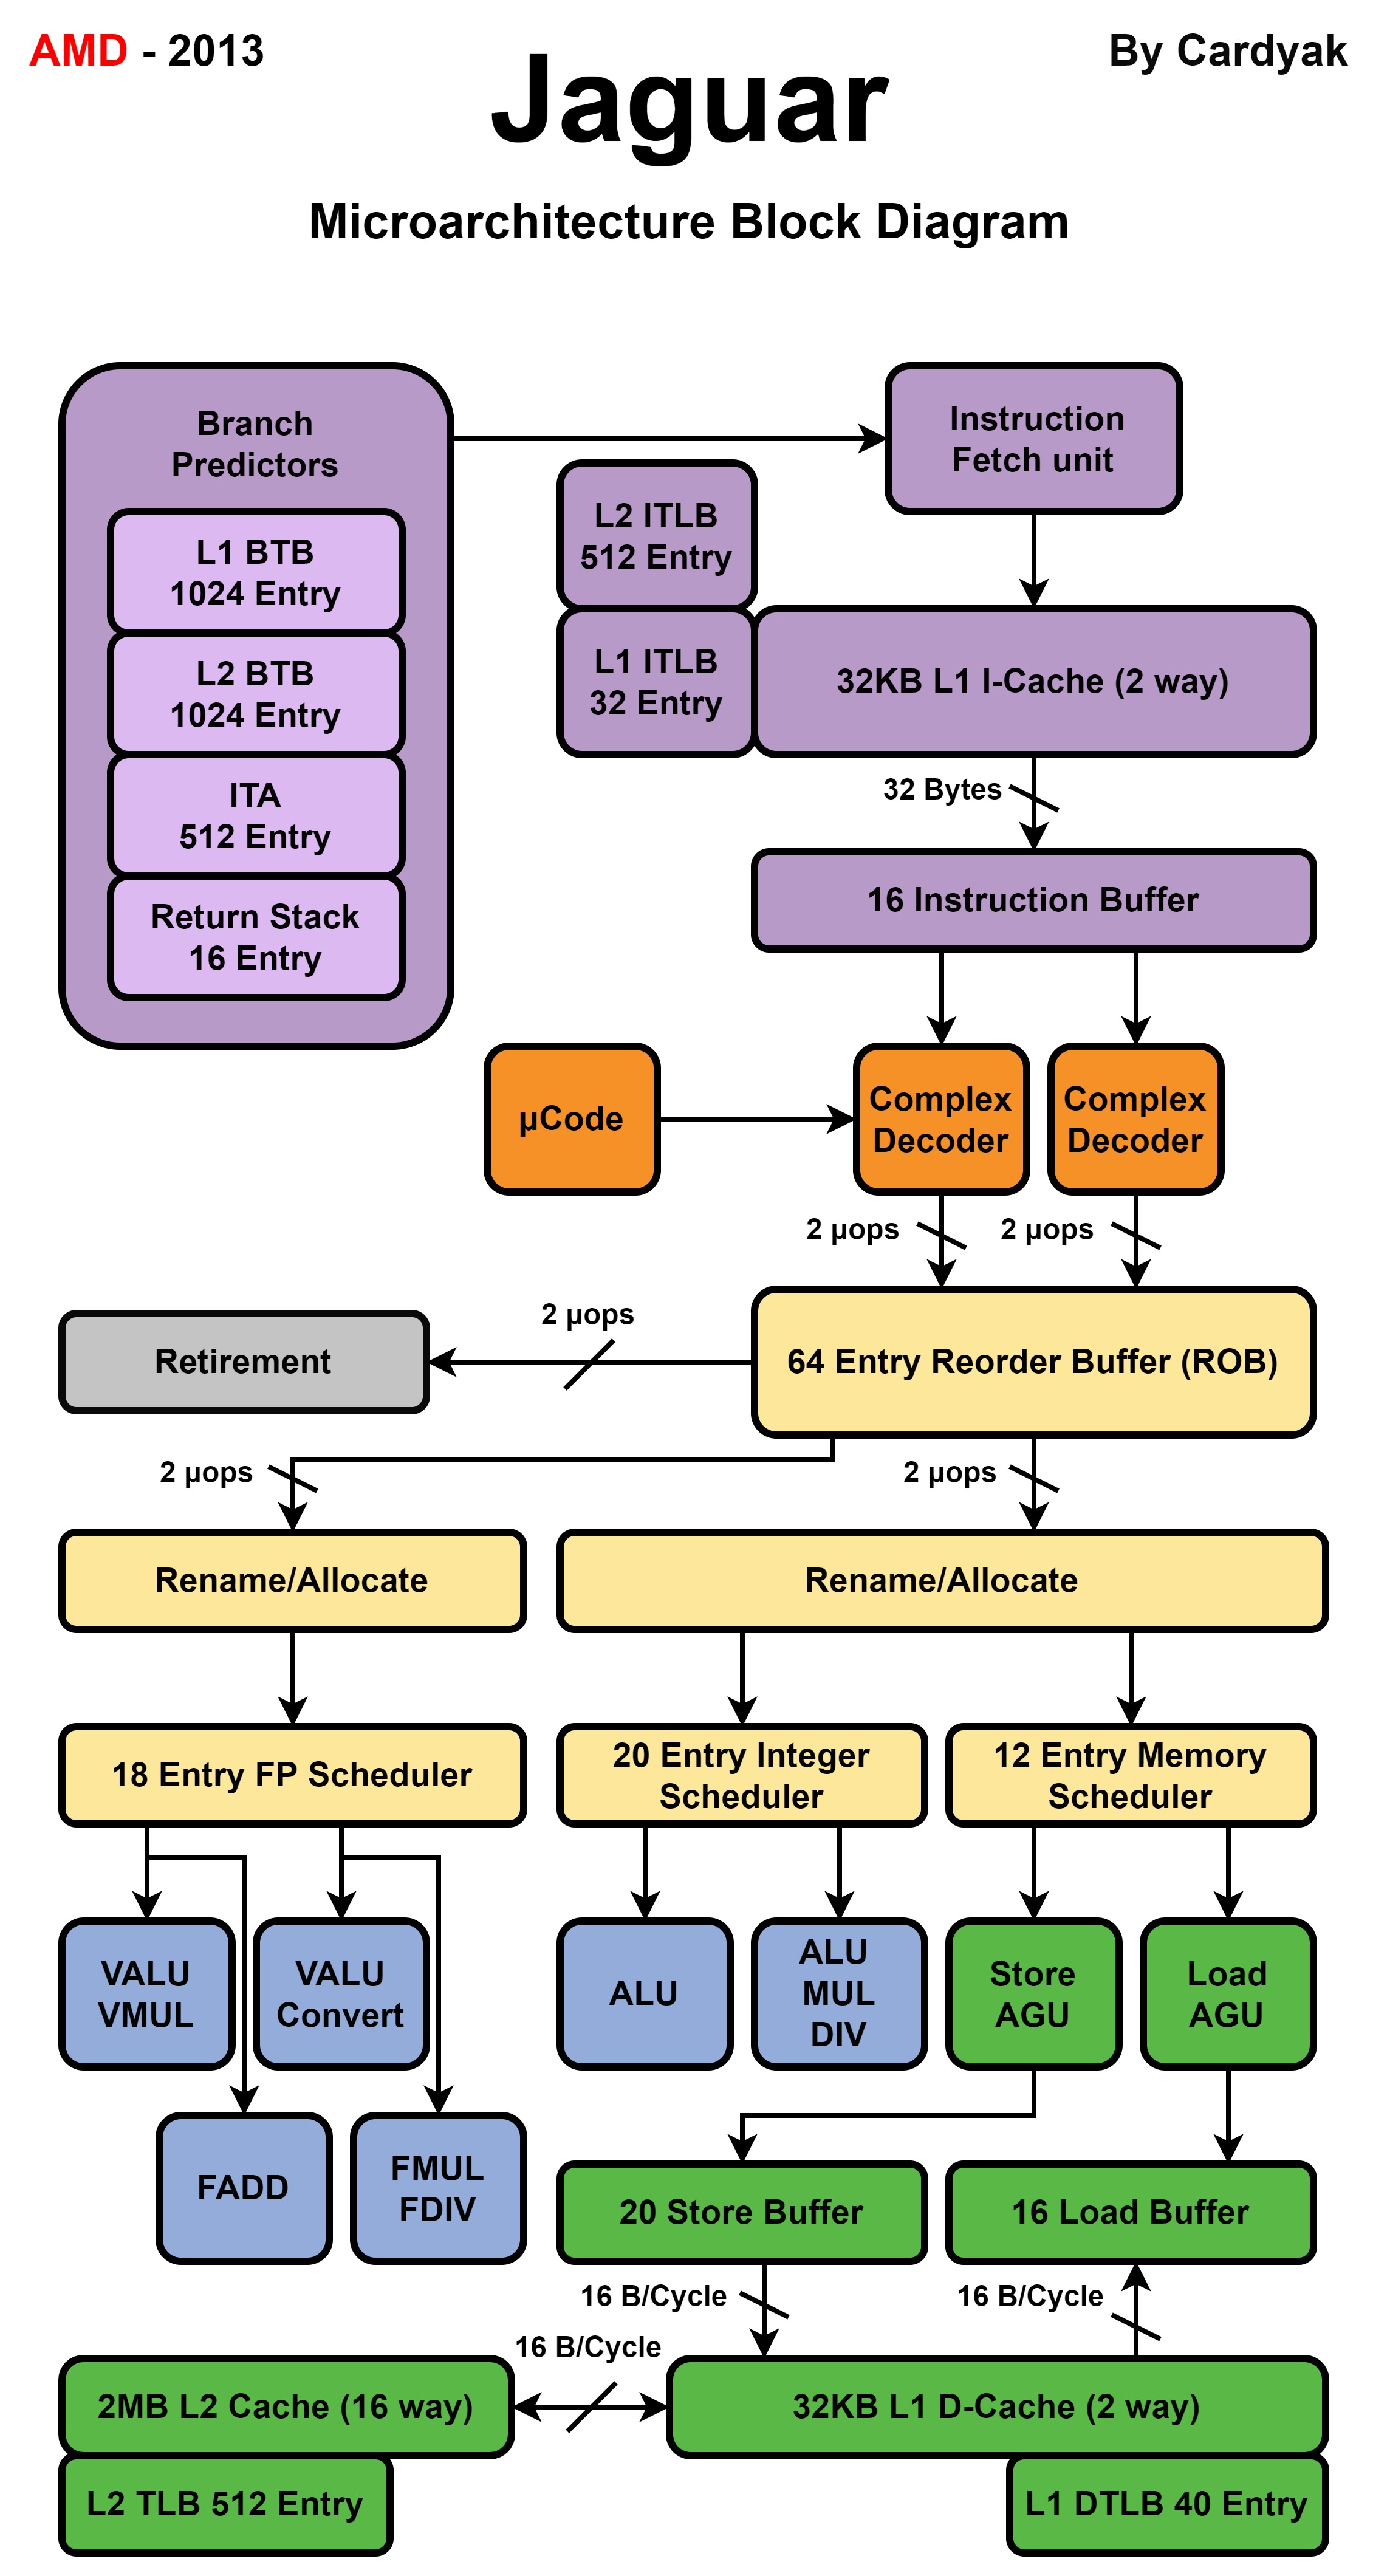 AMD - 2013
By Cardyak
Jaguar
Microarchitecture Block Diagram
Branch
Predictors
L1 BTB
1024 Entry
L2 BTB
1024 Entry
ITA
512 Entry
Return Stack
16 Entry
Instruction
Fetch unit
L2 ITLB
512 Entry
L1 ITLB
32 Entry
32KB L1 I-Cache (2 way)
32 Bytes
16 Instruction Buffer
µCode
Complex
Decoder
Complex
Decoder
2 µops
2 µops
64 Entry Reorder Buffer (ROB)
2 µops
Retirement
2 µops
2 µops
Rename/Allocate
Rename/Allocate
18 Entry FP Scheduler
20 Entry Integer
Scheduler
12 Entry Memory
Scheduler
VALU
VMUL
VALU
Convert
ALU
ALU
MUL
DIV
Store
AGU
Load
AGU
FADD
FMUL
FDIV
20 Store Buffer
16 Load Buffer
16 B/Cycle
16 B/Cycle
16 B/Cycle
2MB L2 Cache (16 way)
32KB L1 D-Cache (2 way)
L2 TLB 512 Entry
L1 DTLB 40 Entry